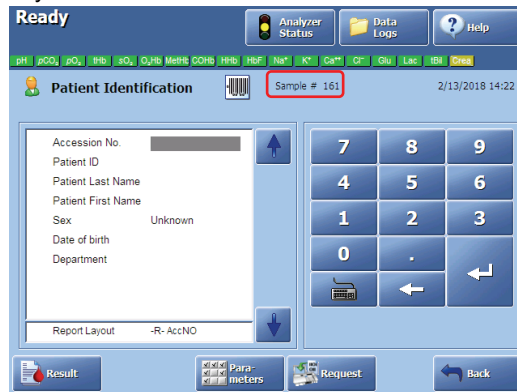 Ready
Analyzer Status
Data Logs
? Help
pH pCO₂ pO₂ tHb sO₂ O₂Hb MetHb COHb HHb HbF Na⁺ K⁺ Ca⁺⁺ Cl⁻ Glu Lac tBil Crea
Patient Identification
Sample # 161
2/13/2018 14:22
Accession No.
Patient ID
Patient Last Name
Patient First Name
Sex Unknown
Date of birth
Department
Report Layout -R- AccNO
7 8 9
4 5 6
1 2 3
0 .
Result
Para-
meters
Request
Back